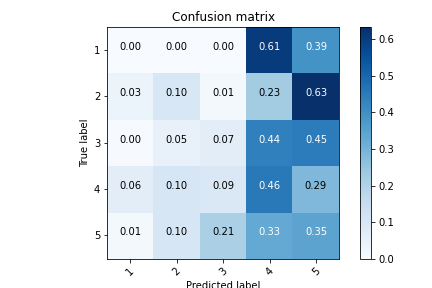 Confusion matrix
True label
1 0.00 0.00 0.00 0.61 0.39
2 0.03 0.10 0.01 0.23 0.63
3 0.00 0.05 0.07 0.44 0.45
4 0.06 0.10 0.09 0.46 0.29
5 0.01 0.10 0.21 0.33 0.35
1 2 3 4 5
Predicted label
0.6
0.5
0.4
0.3
0.2
0.1
0.0